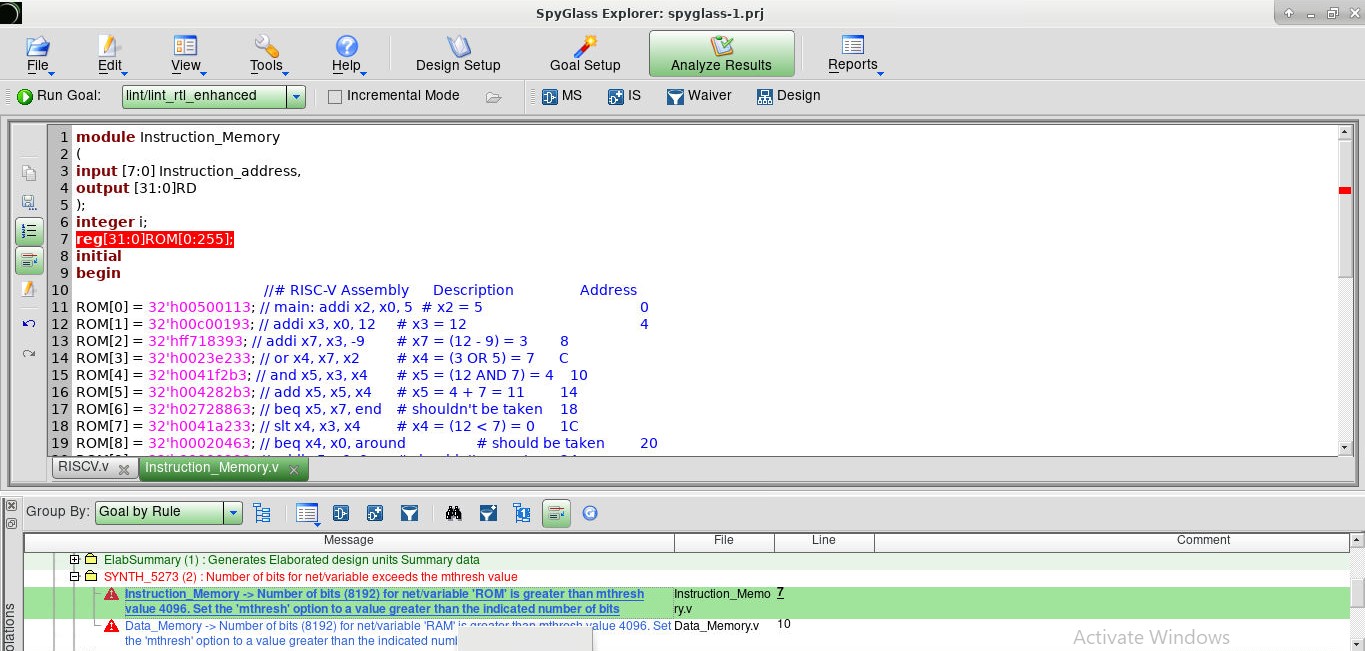 SpyGlass Explorer: spyglass-1.prj
File Edit View Tools Help Design Setup Goal Setup Analyze Results Reports
Run Goal: lint/lint_rtl_enhanced Incremental Mode MS IS Waiver Design
1 module Instruction_Memory
2 (
3 input [7:0] Instruction_address,
4 output [31:0]RD
5 );
6 integer i;
7 reg[31:0]ROM[0:255];
8 initial
9 begin
10 //# RISC-V Assembly Description Address
11 ROM[0] = 32'h00500113; // main: addi x2, x0, 5 # x2 = 5 0
12 ROM[1] = 32'h00c00193; // addi x3, x0, 12 # x3 = 12 4
13 ROM[2] = 32'hff718393; // addi x7, x3, -9 # x7 = (12 - 9) = 3 8
14 ROM[3] = 32'h0023e233; // or x4, x7, x2 # x4 = (3 OR 5) = 7 C
15 ROM[4] = 32'h0041f2b3; // and x5, x3, x4 # x5 = (12 AND 7) = 4 10
16 ROM[5] = 32'h004282b3; // add x5, x5, x4 # x5 = 4 + 7 = 11 14
17 ROM[6] = 32'h02728863; // beq x5, x7, end # shouldn't be taken 18
18 ROM[7] = 32'h0041a233; // slt x4, x3, x4 # x4 = (12 < 7) = 0 1C
19 ROM[8] = 32'h00020463; // beq x4, x0, around # should be taken 20
RISCV.v Instruction_Memory.v
Group By: Goal by Rule
Message File Line Comment
ElabSummary (1) : Generates Elaborated design units Summary data
SYNTH_5273 (2) : Number of bits for net/variable exceeds the mthresh value
Instruction_Memory -> Number of bits (8192) for net/variable 'ROM' is greater than mthresh Instruction_Memo 7
value 4096. Set the 'mthresh' option to a value greater than the indicated number of bits ry.v
Data_Memory -> Number of bits (8192) for net/variable 'RAM' is greater than mthresh value 4096. Set Data_Memory.v 10
the 'mthresh' option to a value greater than the indicated
Activate Windows